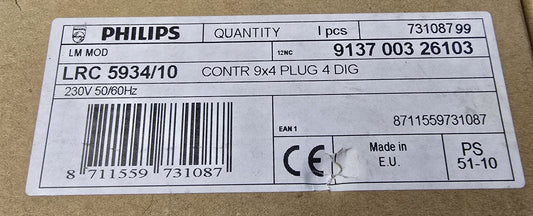 PHILIPS QUANTITY 1 pcs 73108799
LM MOD 12NC 9137 003 26103
LRC 5934/10 CONTR 9x4 PLUG 4 DIG
230V 50/60Hz
EAN 1 8711559731087
8 711559 731087
CE Made in E.U. PS 51-10